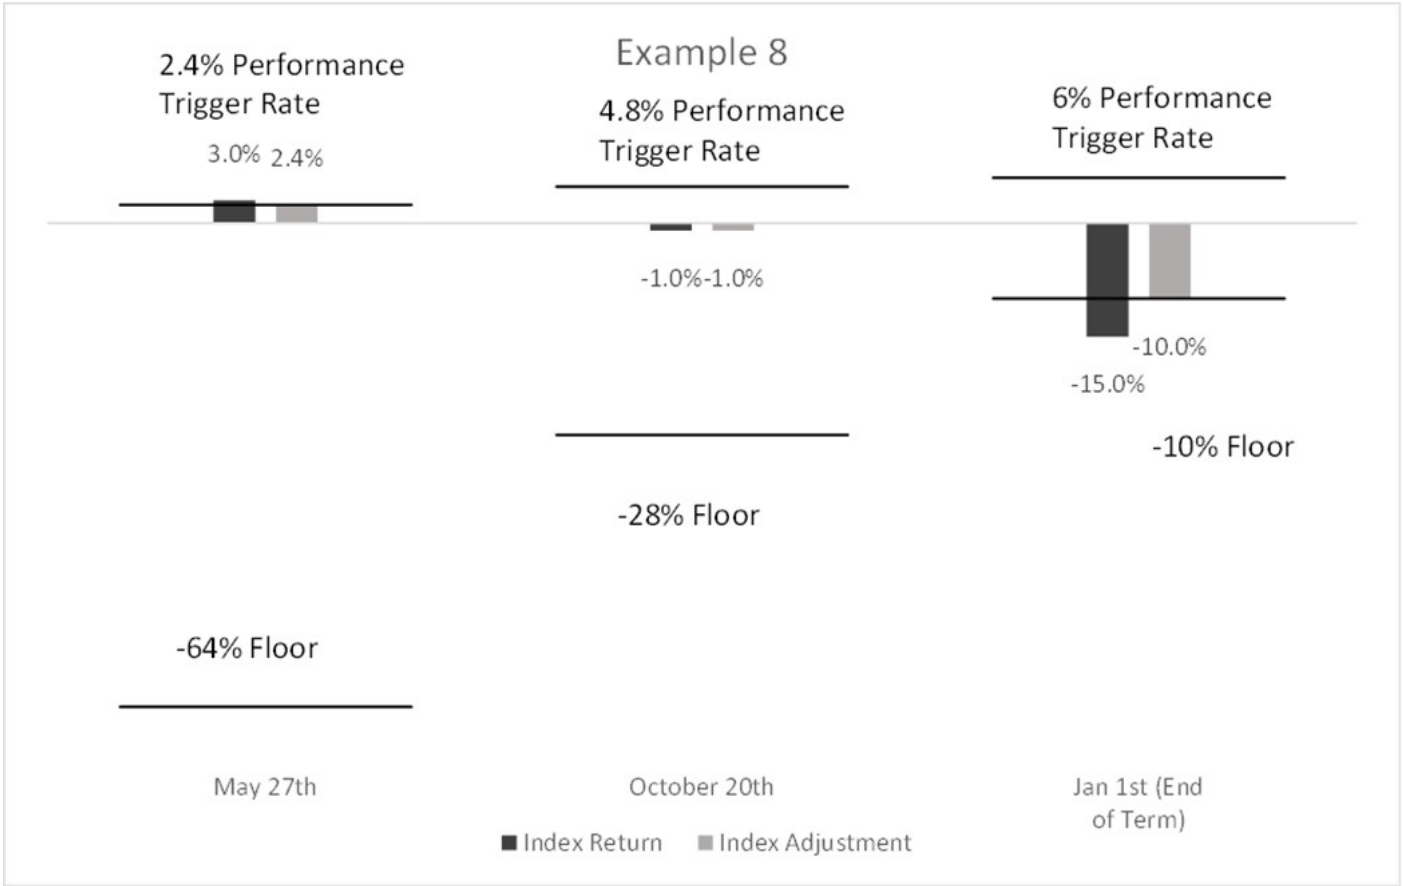 Example 8
2.4% Performance
Trigger Rate
3.0% 2.4%
4.8% Performance
Trigger Rate
6% Performance
Trigger Rate
-1.0% -1.0%
-10.0%
-15.0%
-10% Floor
-28% Floor
-64% Floor
May 27th
October 20th
Jan 1st (End
of Term)
Index Return
Index Adjustment